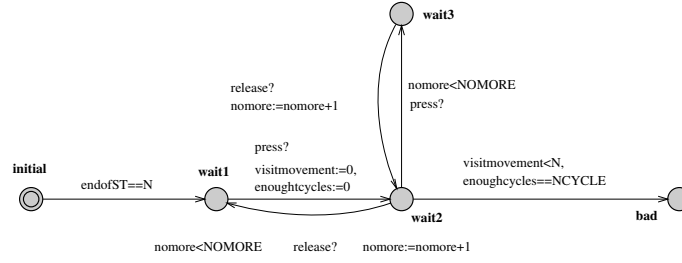 wait3
release?
nomore:=nomore+1
nomore<NOMORE
press?
press?
initial
wait1
visitmovement:=0,
enoughtcycles:=0
visitmovement<N,
enoughcycles==NCYCLE
endofST==N
wait2
bad
nomore<NOMORE release? nomore:=nomore+1